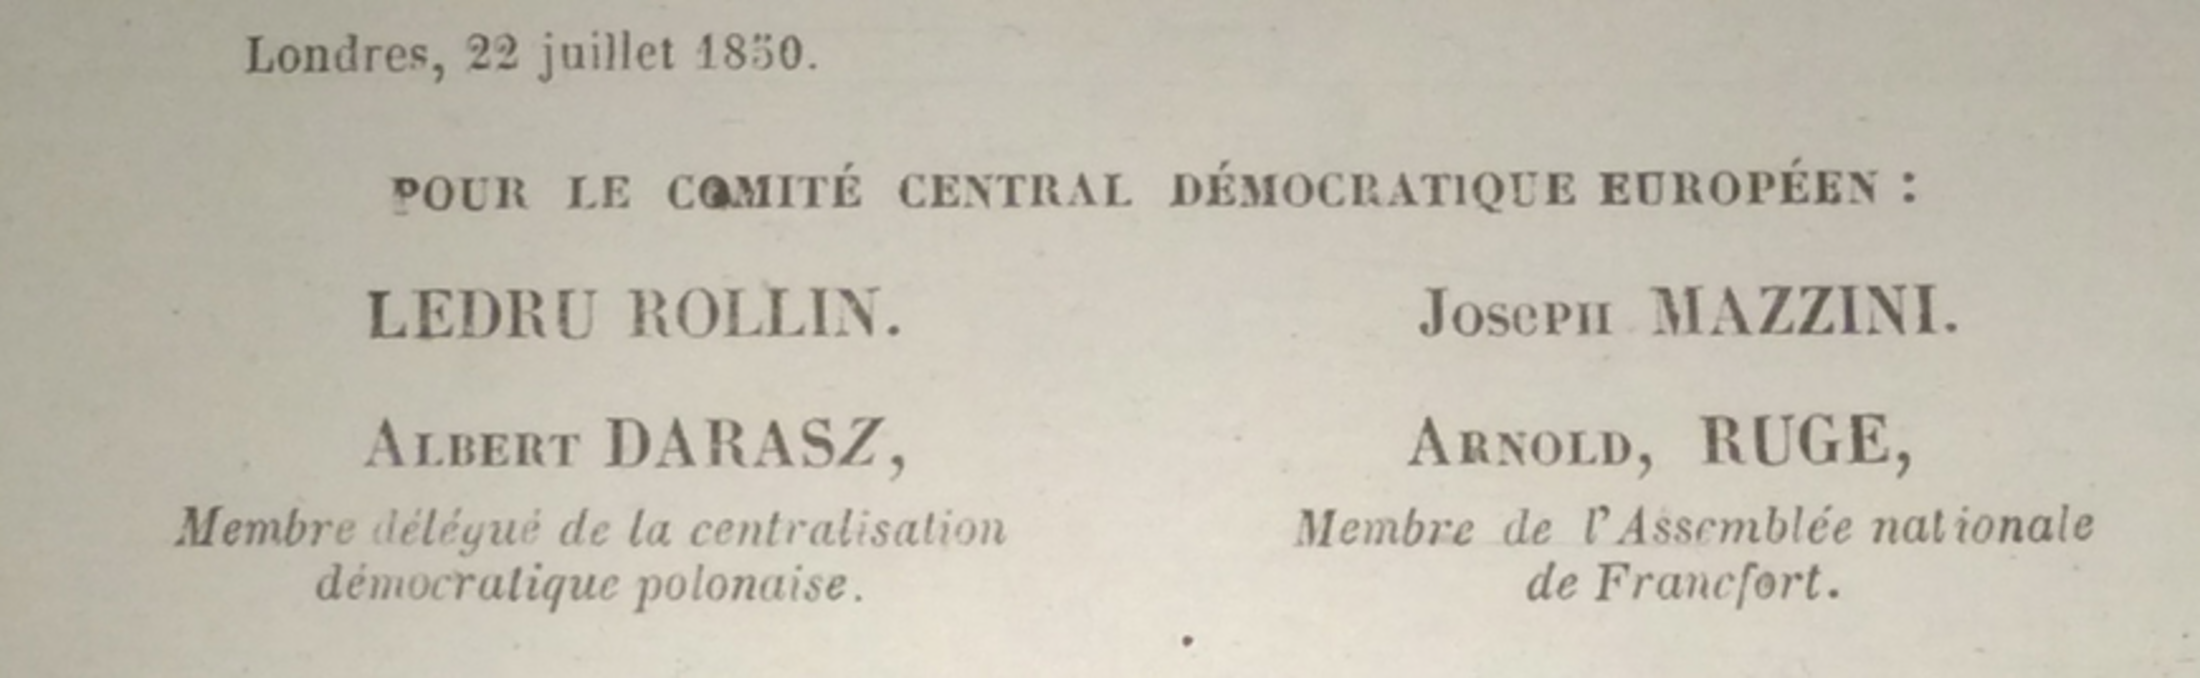 Londres, 22 juillet 1850.
POUR LE COMITÉ CENTRAL DÉMOCRATIQUE EUROPÉEN :
LEDRU ROLLIN. Joseph MAZZINI.
ALBERT DARASZ, ARNOLD, RUGE,
Membre délégué de la centralisation Membre de l'Assemblée nationale
démocratique polonaise. de Francfort.